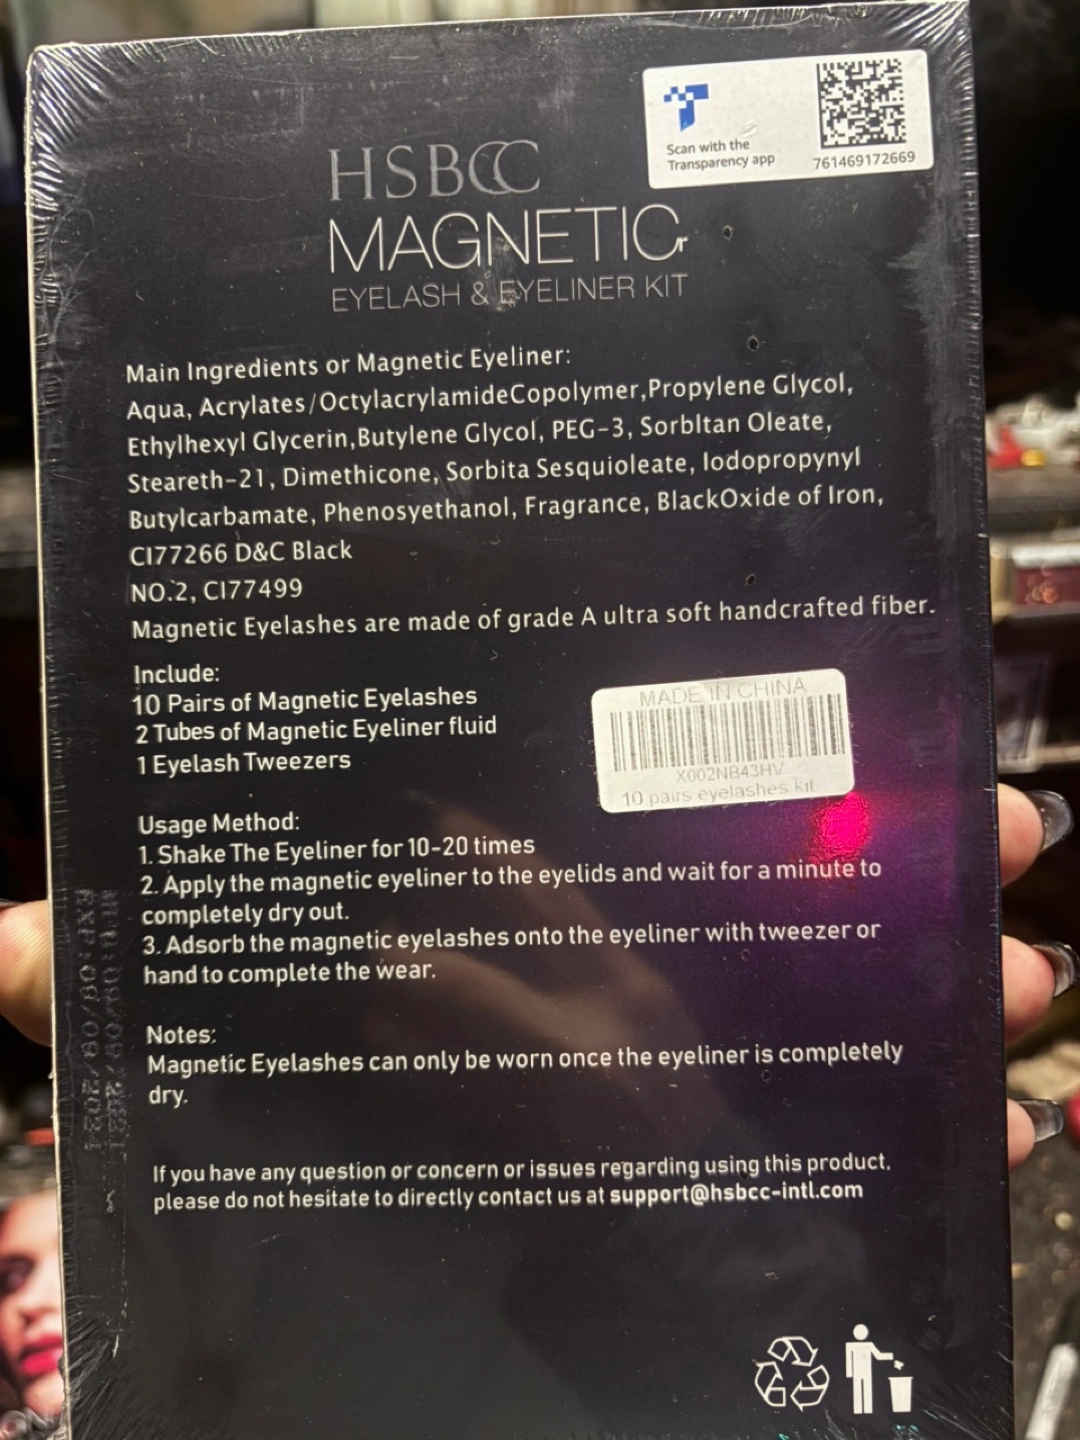 Scan with the
Transparency app
761469172669
HSBCC
MAGNETIC
EYELASH & EYELINER KIT
Main Ingredients or Magnetic Eyeliner:
Aqua, Acrylates/OctylacrylamideCopolymer,Propylene Glycol,
Ethylhexyl Glycerin,Butylene Glycol, PEG-3, Sorbltan Oleate,
Steareth-21, Dimethicone, Sorbita Sesquioleate, Iodopropynyl
Butylcarbamate, Phenosyethanol, Fragrance, BlackOxide of Iron,
CI77266 D&C Black
NO.2, CI77499
Magnetic Eyelashes are made of grade A ultra soft handcrafted fiber.
Include:
10 Pairs of Magnetic Eyelashes
2 Tubes of Magnetic Eyeliner fluid
1 Eyelash Tweezers
MADE IN CHINA
X002NB43HV
10 pairs eyelashes kit
Usage Method:
1. Shake The Eyeliner for 10-20 times
2. Apply the magnetic eyeliner to the eyelids and wait for a minute to
completely dry out.
3. Adsorb the magnetic eyelashes onto the eyeliner with tweezer or
hand to complete the wear.
Notes:
Magnetic Eyelashes can only be worn once the eyeliner is completely
dry.
If you have any question or concern or issues regarding using this product.
please do not hesitate to directly contact us at support@hsbcc-intl.com
EXP:08/08/2024